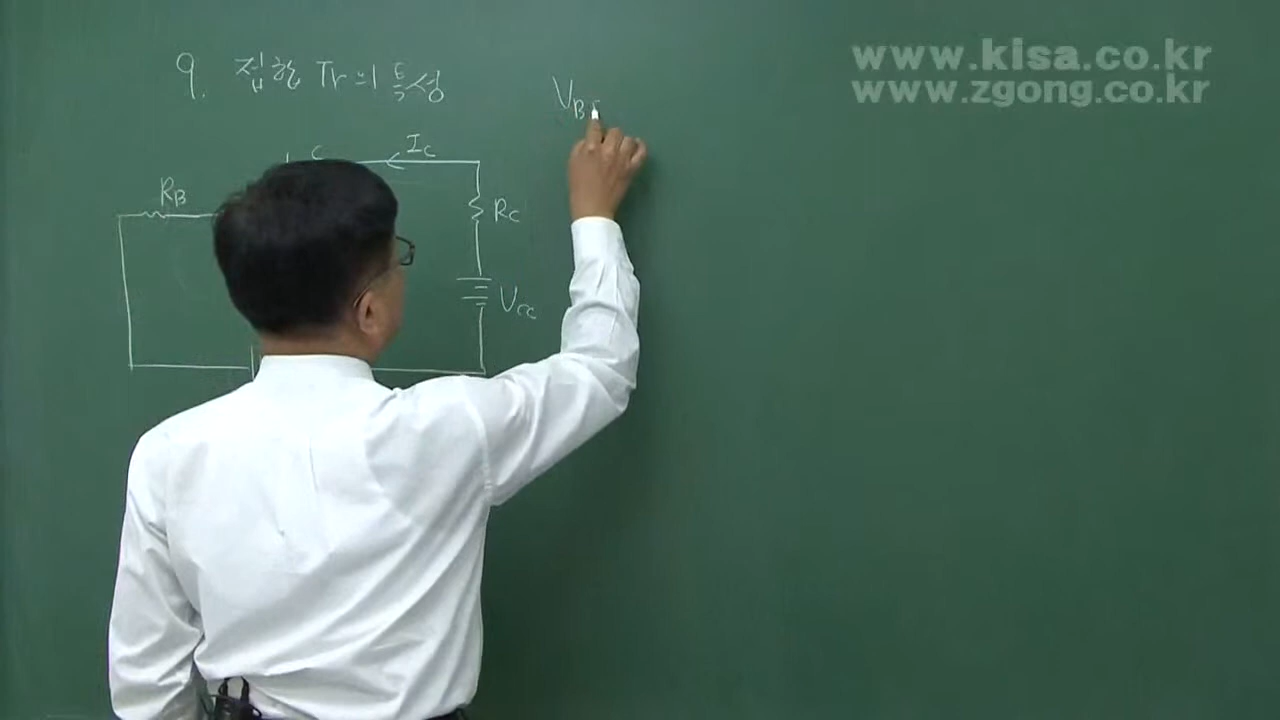 www.kisa.co.kr
www.zgong.co.kr
9. 접합 Tr의 특성
V_B
C
I_C
R_B
R_C
V_CC